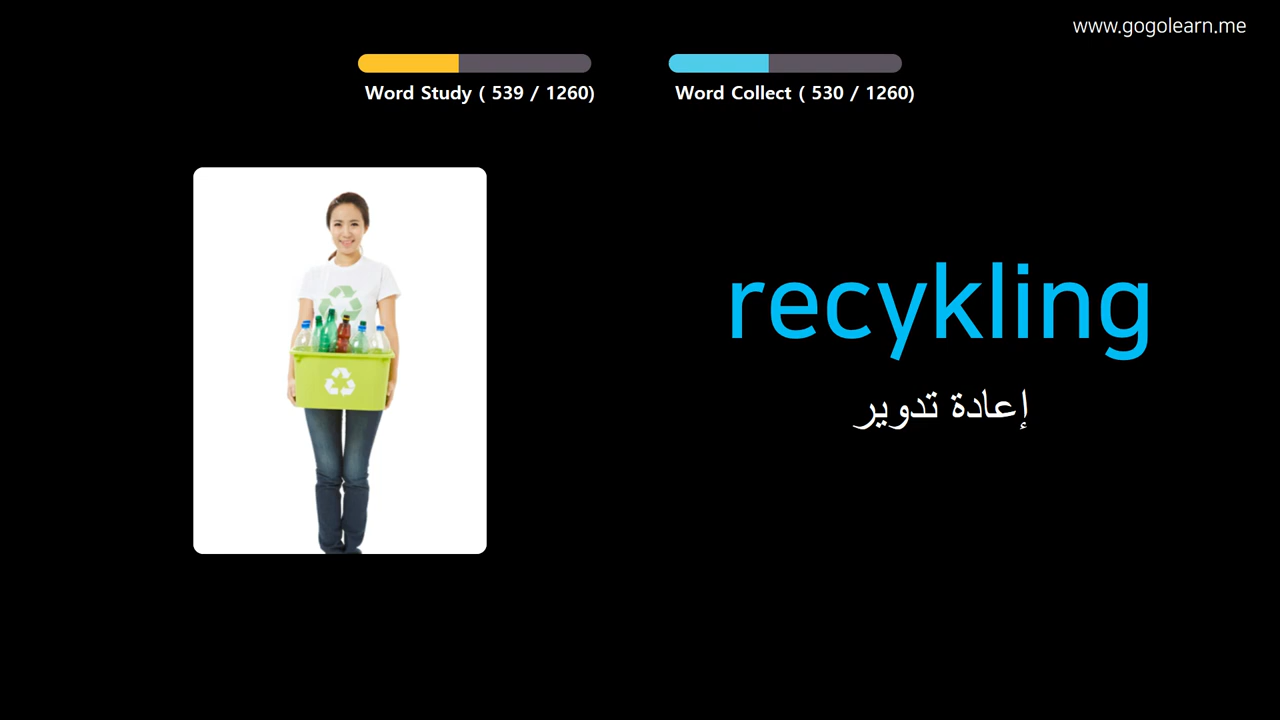 www.gogolearn.me
Word Study ( 539 / 1260)
Word Collect ( 530 / 1260)
recykling
إعادة تدوير